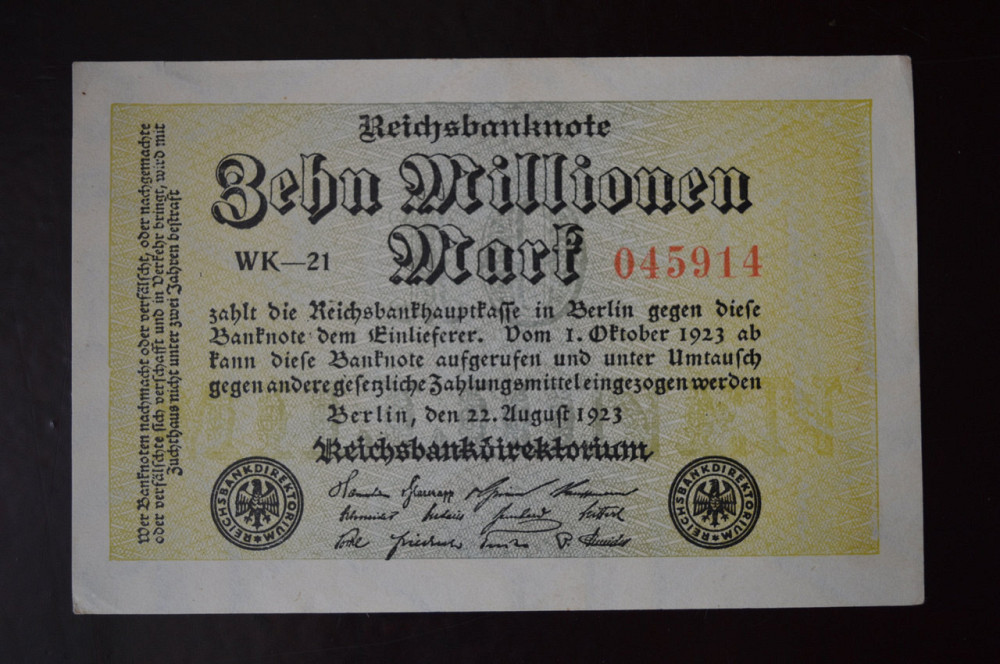 Reichsbanknote
Zehn Millionen
Mark
WK—21
045914
zahlt die Reichsbankhauptkasse in Berlin gegen diese
Banknote dem Einlieferer. Vom 1. Oktober 1923 ab
kann diese Banknote aufgerufen und unter Umtausch
gegen andere gesetzliche Zahlungsmittel eingezogen werden
Berlin, den 22. August 1923
Reichsbankdirektorium
REICHSBANKDIREKTORIUM
REICHSBANKDIREKTORIUM
Wer Banknoten nachmacht oder verfälscht, oder nachgemachte
oder verfälschte sich verschafft und in Verkehr bringt, wird mit
Zuchthaus nicht unter zwei Jahren bestraft